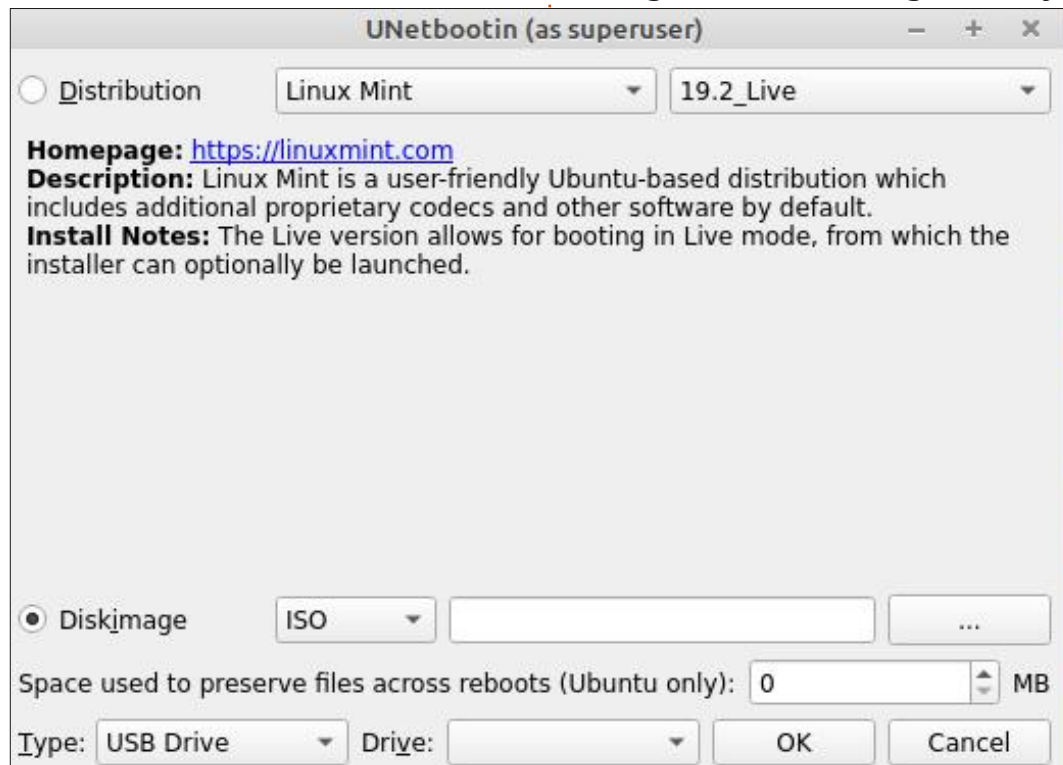 UNetbootin (as superuser)
Distribution Linux Mint 19.2_Live
Homepage: https://linuxmint.com
Description: Linux Mint is a user-friendly Ubuntu-based distribution which
includes additional proprietary codecs and other software by default.
Install Notes: The Live version allows for booting in Live mode, from which the
installer can optionally be launched.
Diskimage ISO ...
Space used to preserve files across reboots (Ubuntu only): 0 MB
Type: USB Drive Drive: OK Cancel